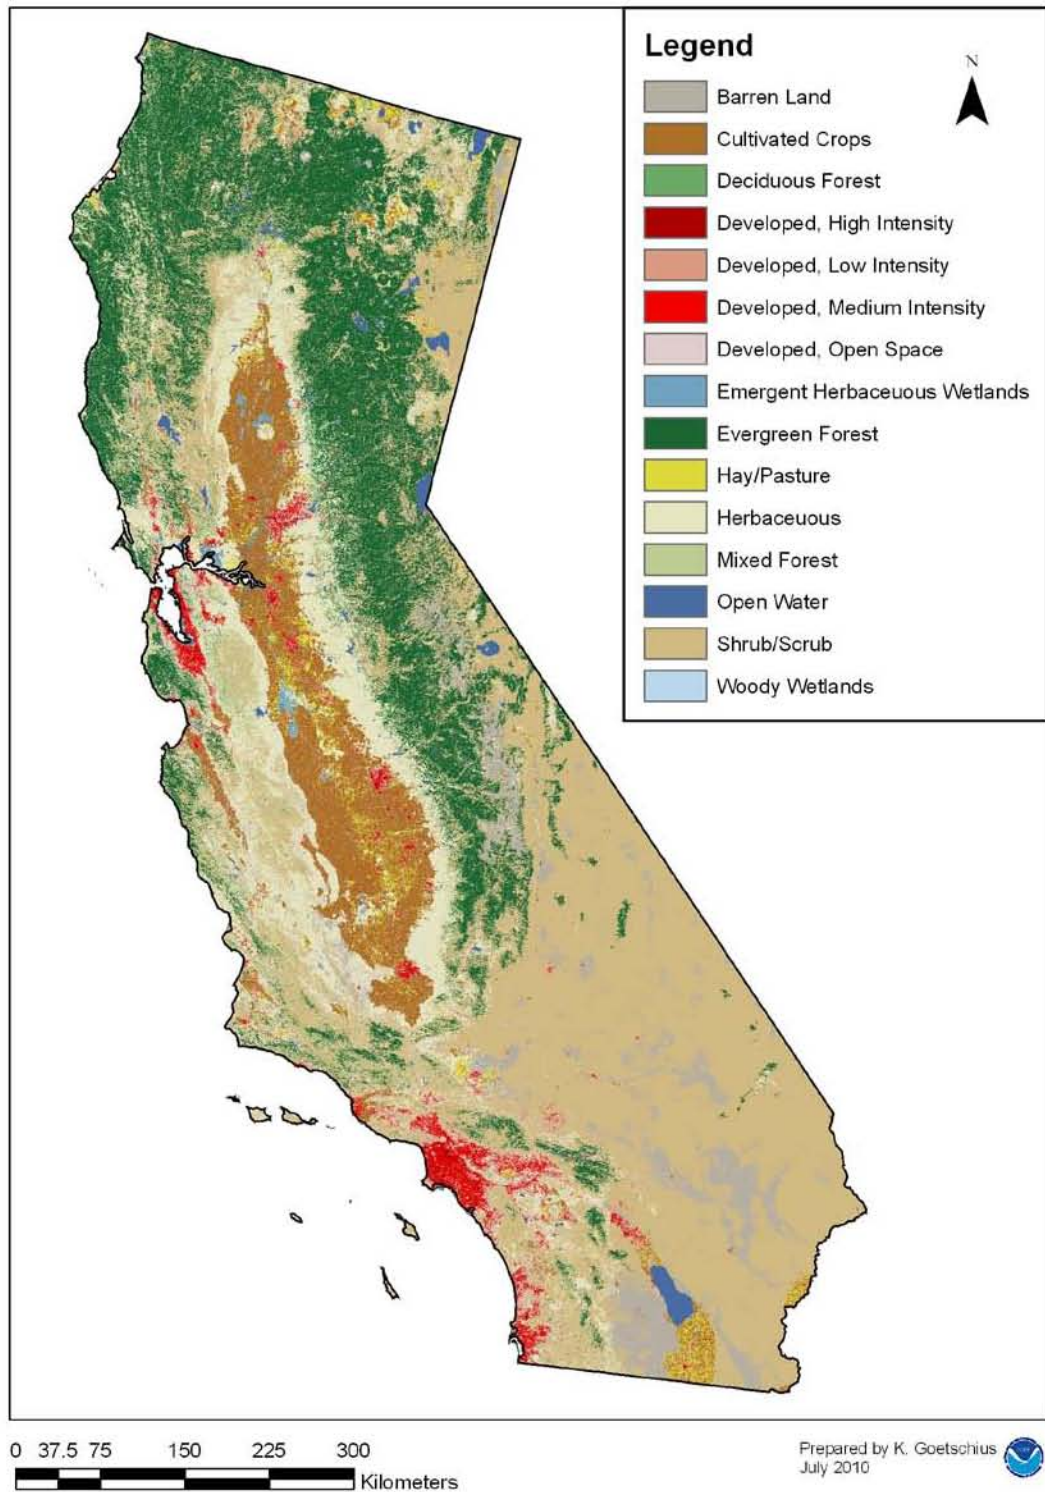 Legend
N
Barren Land
Cultivated Crops
Deciduous Forest
Developed, High Intensity
Developed, Low Intensity
Developed, Medium Intensity
Developed, Open Space
Emergent Herbaceuous Wetlands
Evergreen Forest
Hay/Pasture
Herbaceuous
Mixed Forest
Open Water
Shrub/Scrub
Woody Wetlands
0 37.5 75 150 225 300
Kilometers
Prepared by K. Goetschius
July 2010